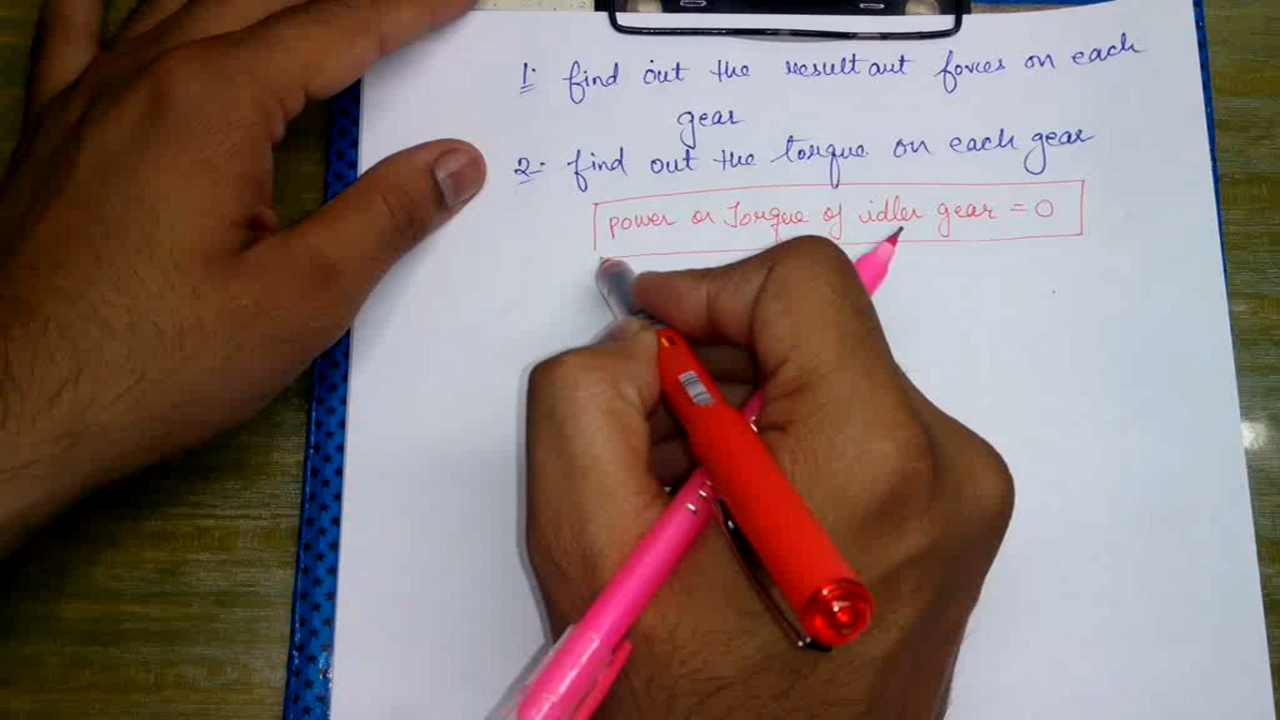 1:- find out the resultant forces on each
gear
2:- find out the torque on each gear
power or Torque of idler gear = 0